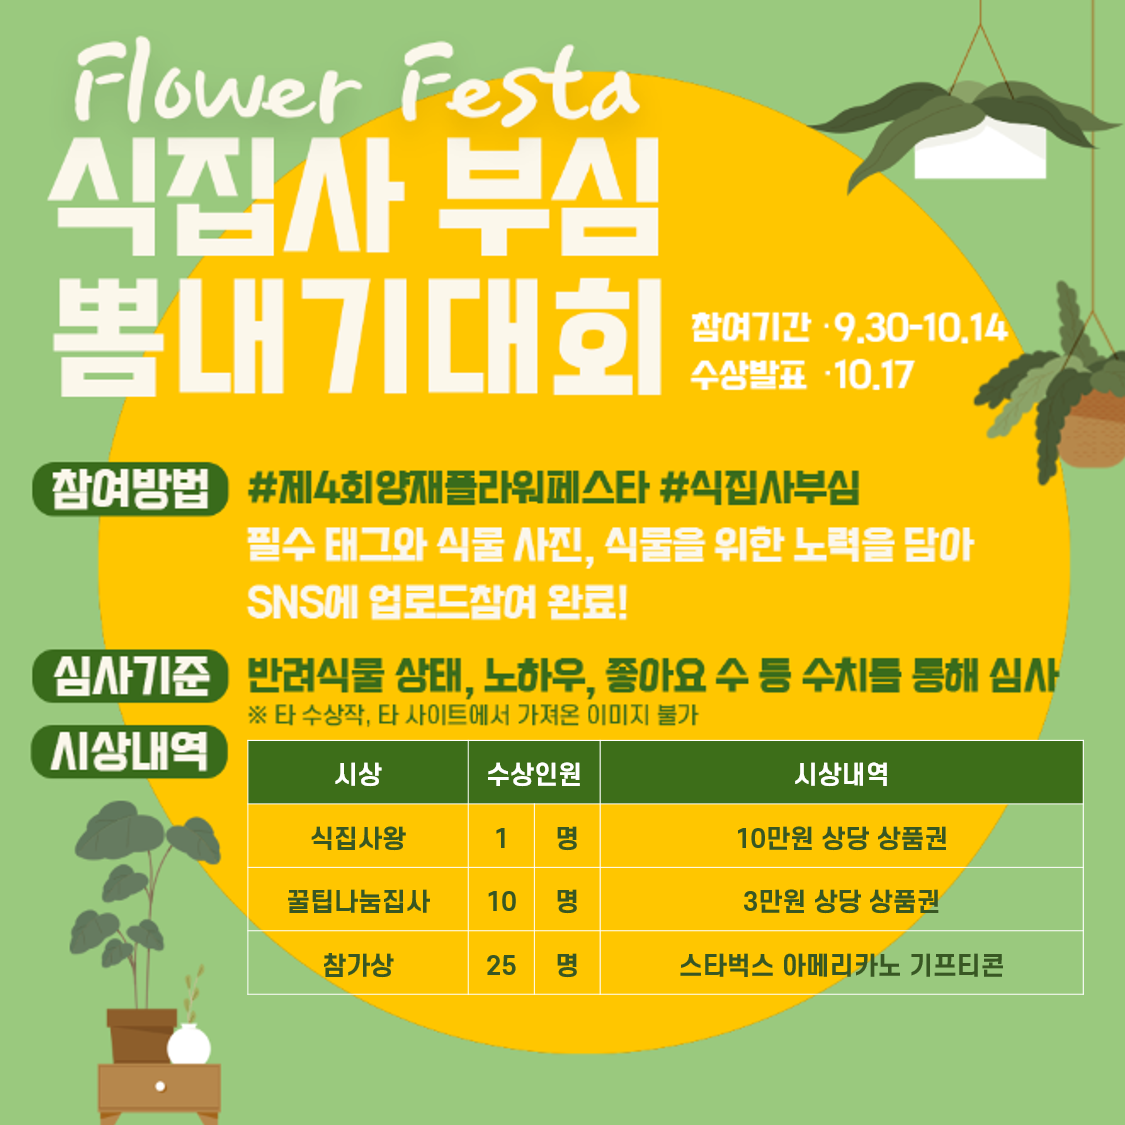 Flower Festa
식집사 부심
뽐내기대회
참여기간 · 9.30-10.14
수상발표 · 10.17
참여방법
#제4회양재플라워페스타 #식집사부심
필수 태그와 식물 사진, 식물을 위한 노력을 담아
SNS에 업로드참여 완료!
심사기준
반려식물 상태, 노하우, 좋아요 수 등 수치를 통해 심사
※ 타 수상작, 타 사이트에서 가져온 이미지 불가
시상내역
시상 수상인원 시상내역
식집사왕 1 명 10만원 상당 상품권
꿀팁나눔집사 10 명 3만원 상당 상품권
참가상 25 명 스타벅스 아메리카노 기프티콘